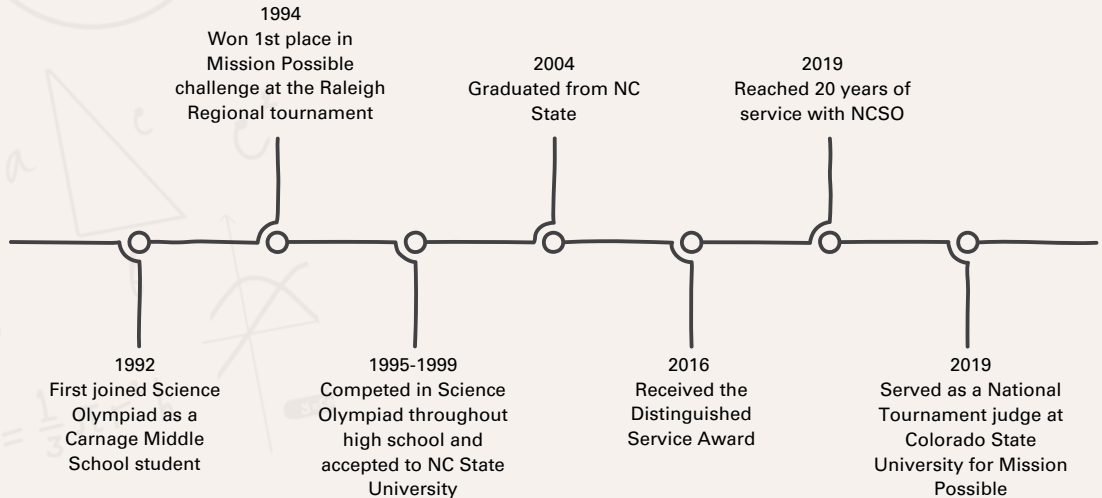 1994
Won 1st place in
Mission Possible
challenge at the Raleigh
Regional tournament
2004
Graduated from NC
State
2019
Reached 20 years of
service with NCSO
1992
First joined Science
Olympiad as a
Carnage Middle
School student
1995-1999
Competed in Science
Olympiad throughout
high school and
accepted to NC State
University
2016
Received the
Distinguished
Service Award
2019
Served as a National
Tournament judge at
Colorado State
University for Mission
Possible